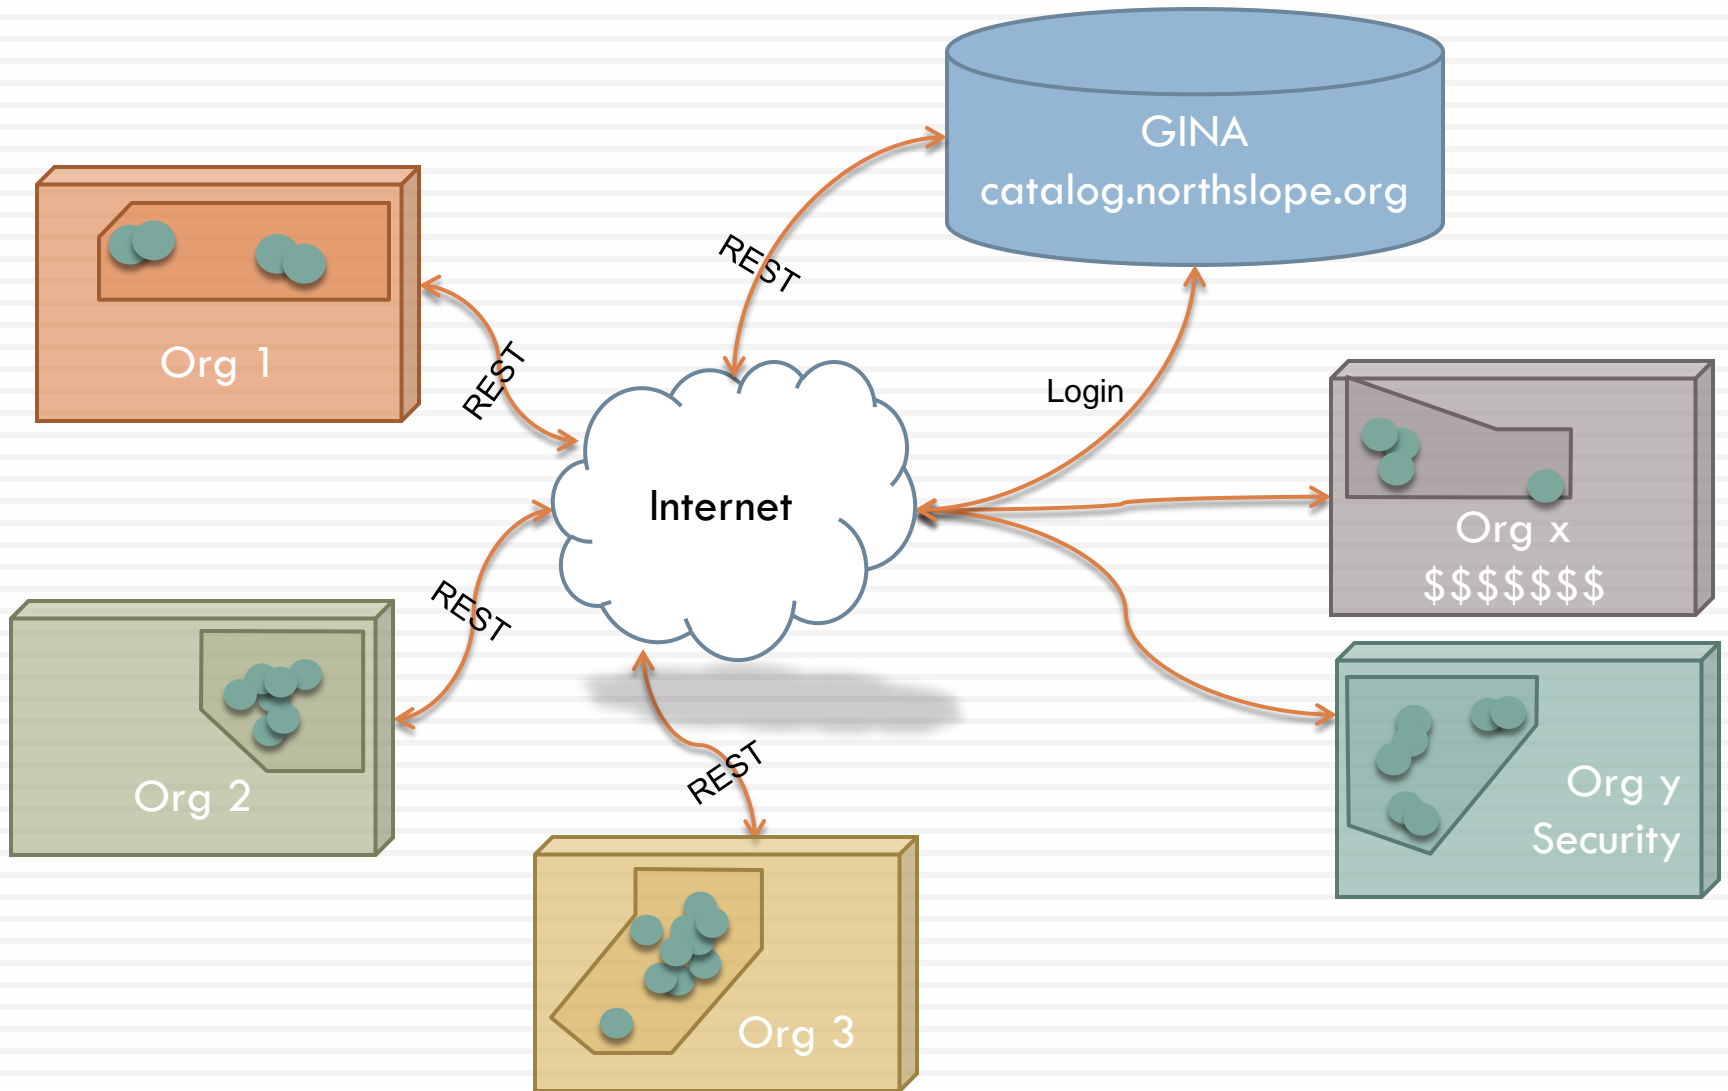 GINA
catalog.northslope.org
REST
Org 1
REST
Login
Internet
Org x
$$$$$$$
REST
Org 2
REST
Org y
Security
Org 3